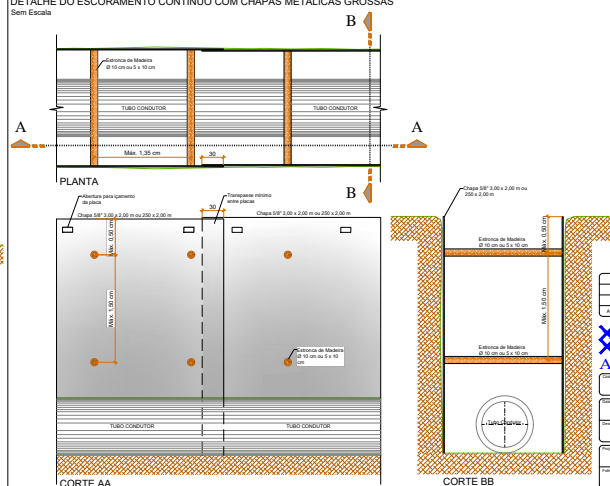 DETALHE DO ESCORAMENTO CONTÍNUO COM CHAPAS METÁLICAS GROSSAS
Sem Escala
B
Estronca de Madeira
Ø 10 cm ou 5 x 10 cm
TUBO CONDUTOR
TUBO CONDUTOR
A
A
Máx. 1,35 cm
30
PLANTA
B
Abertura para içamento
da placa
Transpasse mínimo
entre placas
30
Chapa 5/8" 3,00 x 2,00 m ou 250 x 2,00 m
Chapa 5/8" 3,00 x 2,00 m ou 250 x 2,00 m
Máx. 0,50 cm
Máx. 1,50 cm
Estronca de Madeira
Ø 10 cm ou 5 x 10
cm
TUBO CONDUTOR
TUBO CONDUTOR
CORTE AA
Chapa 5/8" 3,00 x 2,00 m ou
250 x 2,00 m
Máx. 0,50 cm
Estronca de Madeira
Ø 10 cm ou 5 x 10 cm
Máx. 1,50 cm
Estronca de Madeira
Ø 10 cm ou 5 x 10 cm
Tubo Condutor
CORTE BB
A